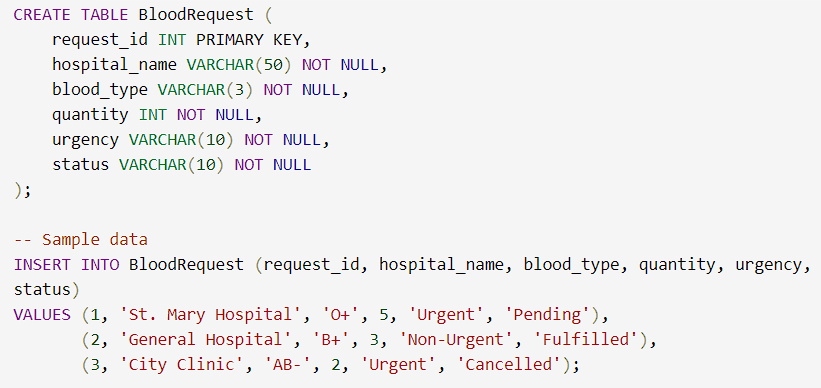 CREATE TABLE BloodRequest (
    request_id INT PRIMARY KEY,
    hospital_name VARCHAR(50) NOT NULL,
    blood_type VARCHAR(3) NOT NULL,
    quantity INT NOT NULL,
    urgency VARCHAR(10) NOT NULL,
    status VARCHAR(10) NOT NULL
);

-- Sample data
INSERT INTO BloodRequest (request_id, hospital_name, blood_type, quantity, urgency,
status)
VALUES (1, 'St. Mary Hospital', 'O+', 5, 'Urgent', 'Pending'),
       (2, 'General Hospital', 'B+', 3, 'Non-Urgent', 'Fulfilled'),
       (3, 'City Clinic', 'AB-', 2, 'Urgent', 'Cancelled');